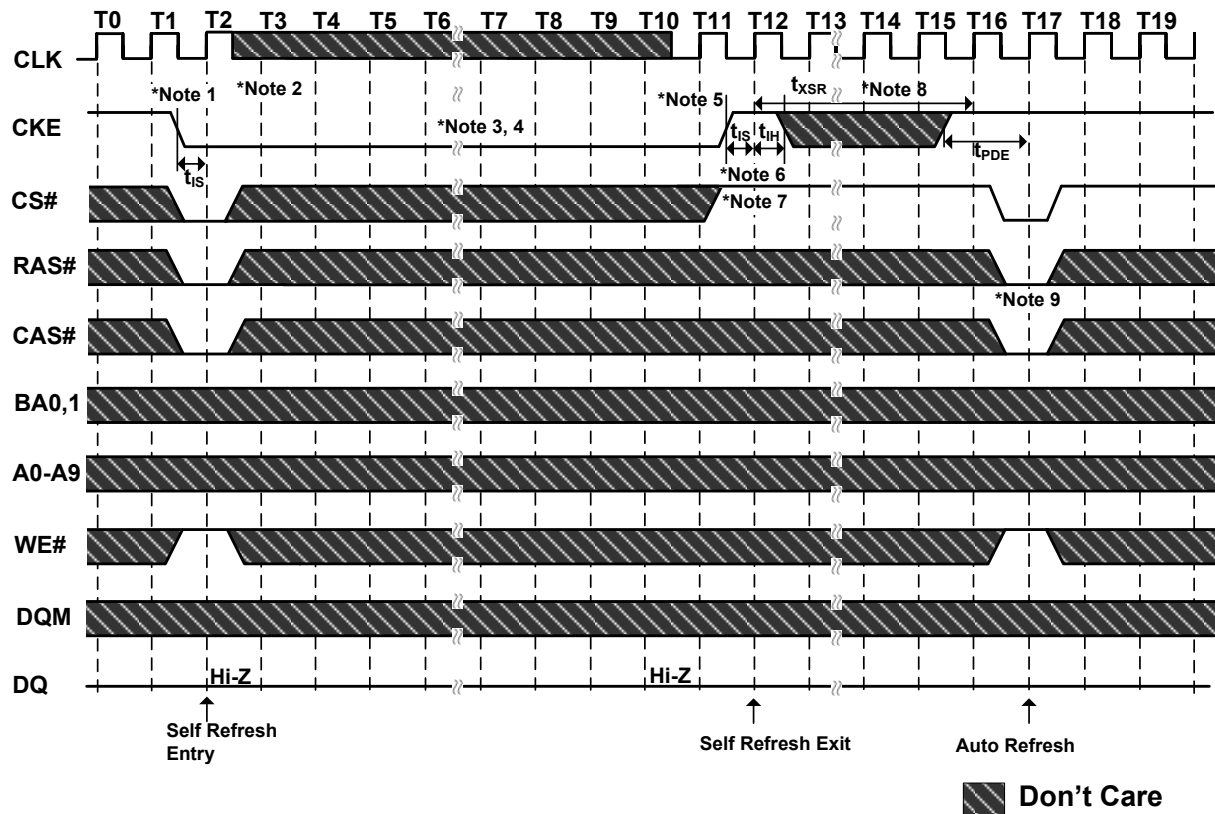 T0 T1 T2 T3 T4 T5 T6 T7 T8 T9 T10 T11 T12 T13 T14 T15 T16 T17 T18 T19
CLK
*Note 1 *Note 2 *Note 5 tXSR *Note 8
CKE *Note 3, 4 tIS tIH
tIS *Note 6 tPDE
CS# *Note 7
RAS#
*Note 9
CAS#
BA0,1
A0-A9
WE#
DQM
DQ Hi-Z Hi-Z
Self Refresh Entry Self Refresh Exit Auto Refresh
Don't Care